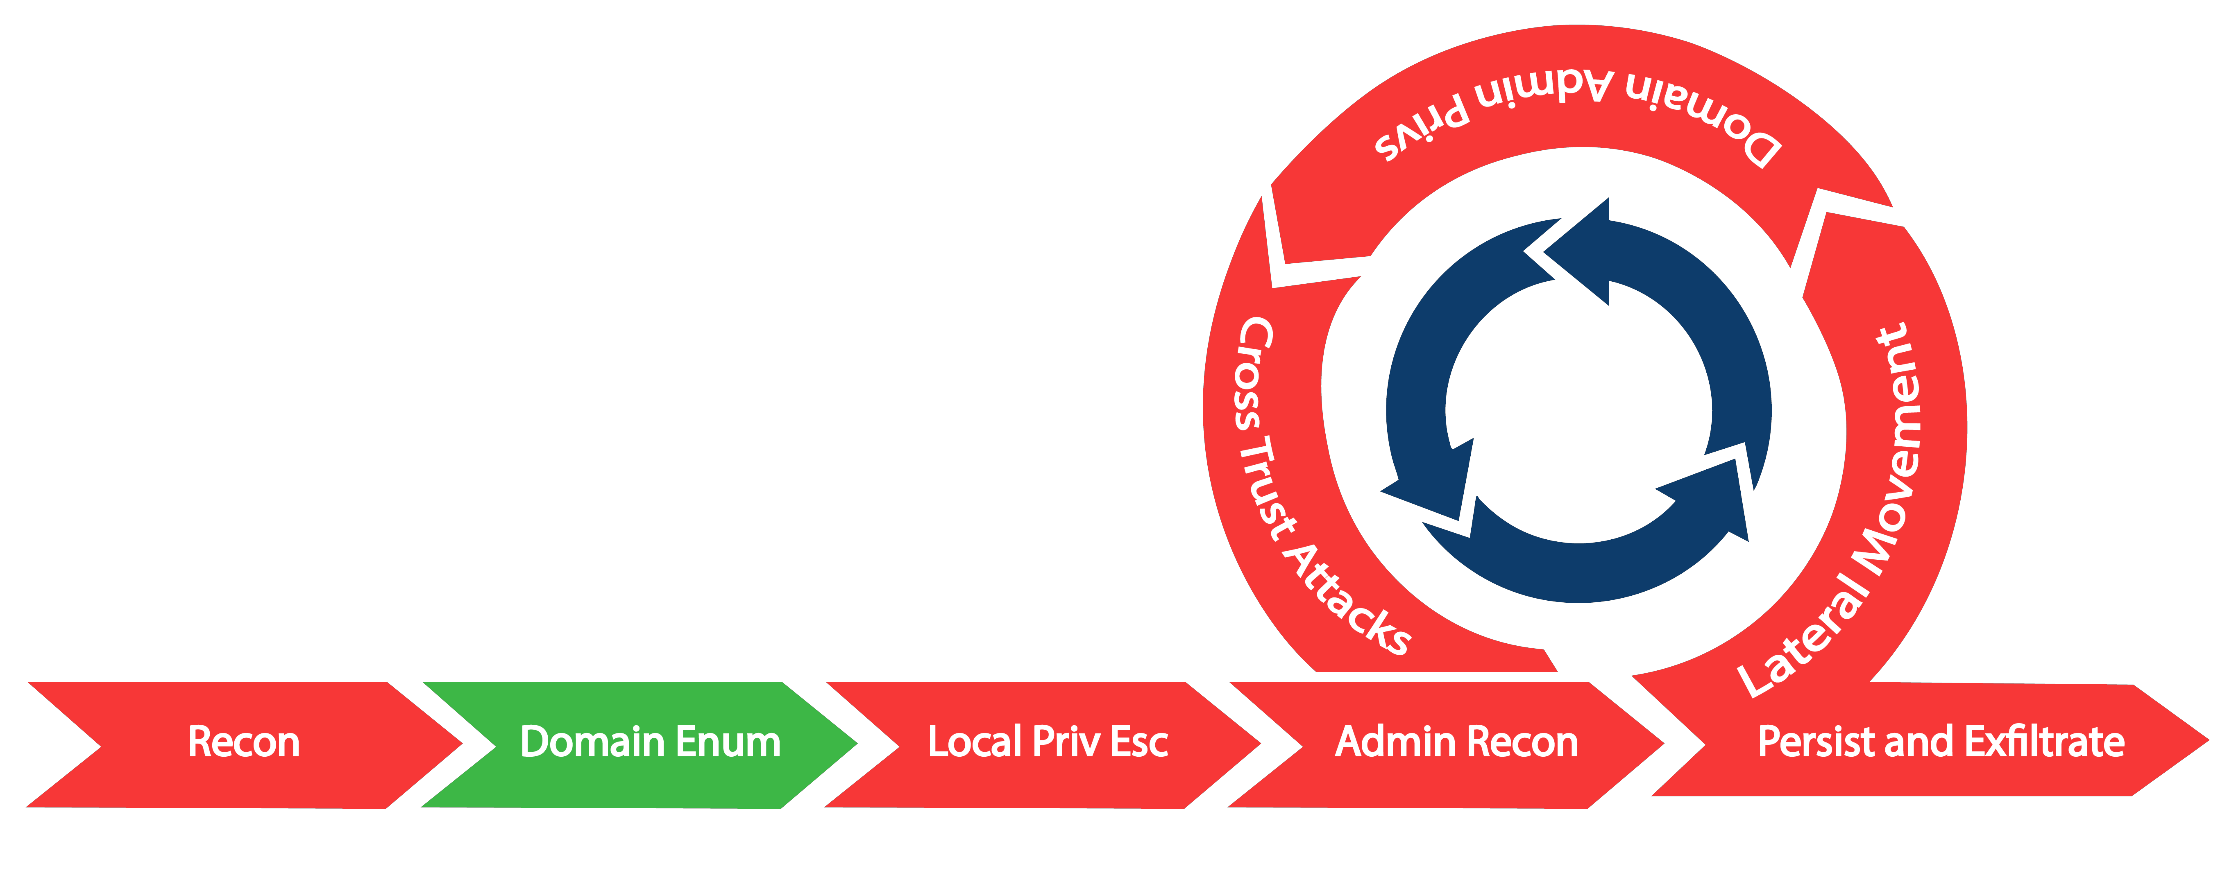 Domain Admin Privs
Cross Trust Attacks
Lateral Movement
Recon
Domain Enum
Local Priv Esc
Admin Recon
Persist and Exfiltrate